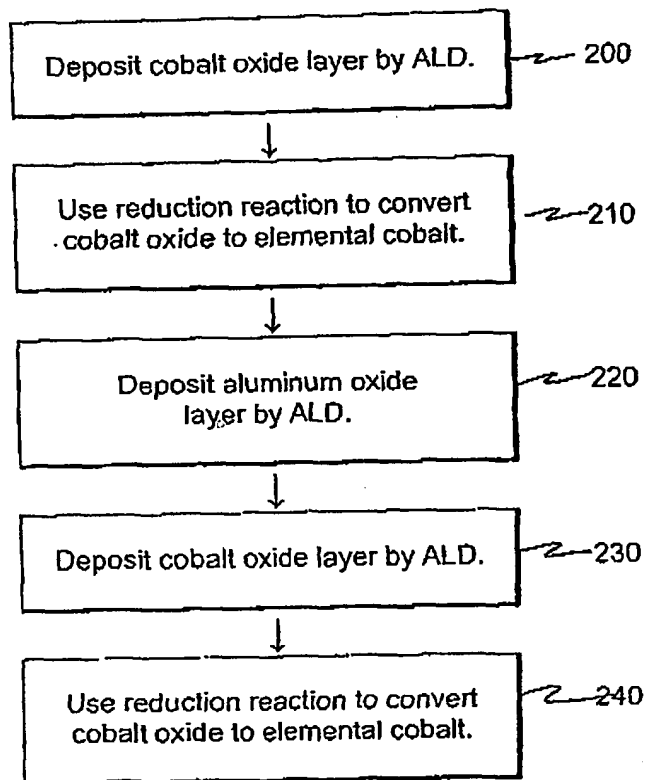 Deposit cobalt oxide layer by ALD.
200
Use reduction reaction to convert
cobalt oxide to elemental cobalt.
210
Deposit aluminum oxide
layer by ALD.
220
Deposit cobalt oxide layer by ALD.
230
Use reduction reaction to convert
cobalt oxide to elemental cobalt.
240